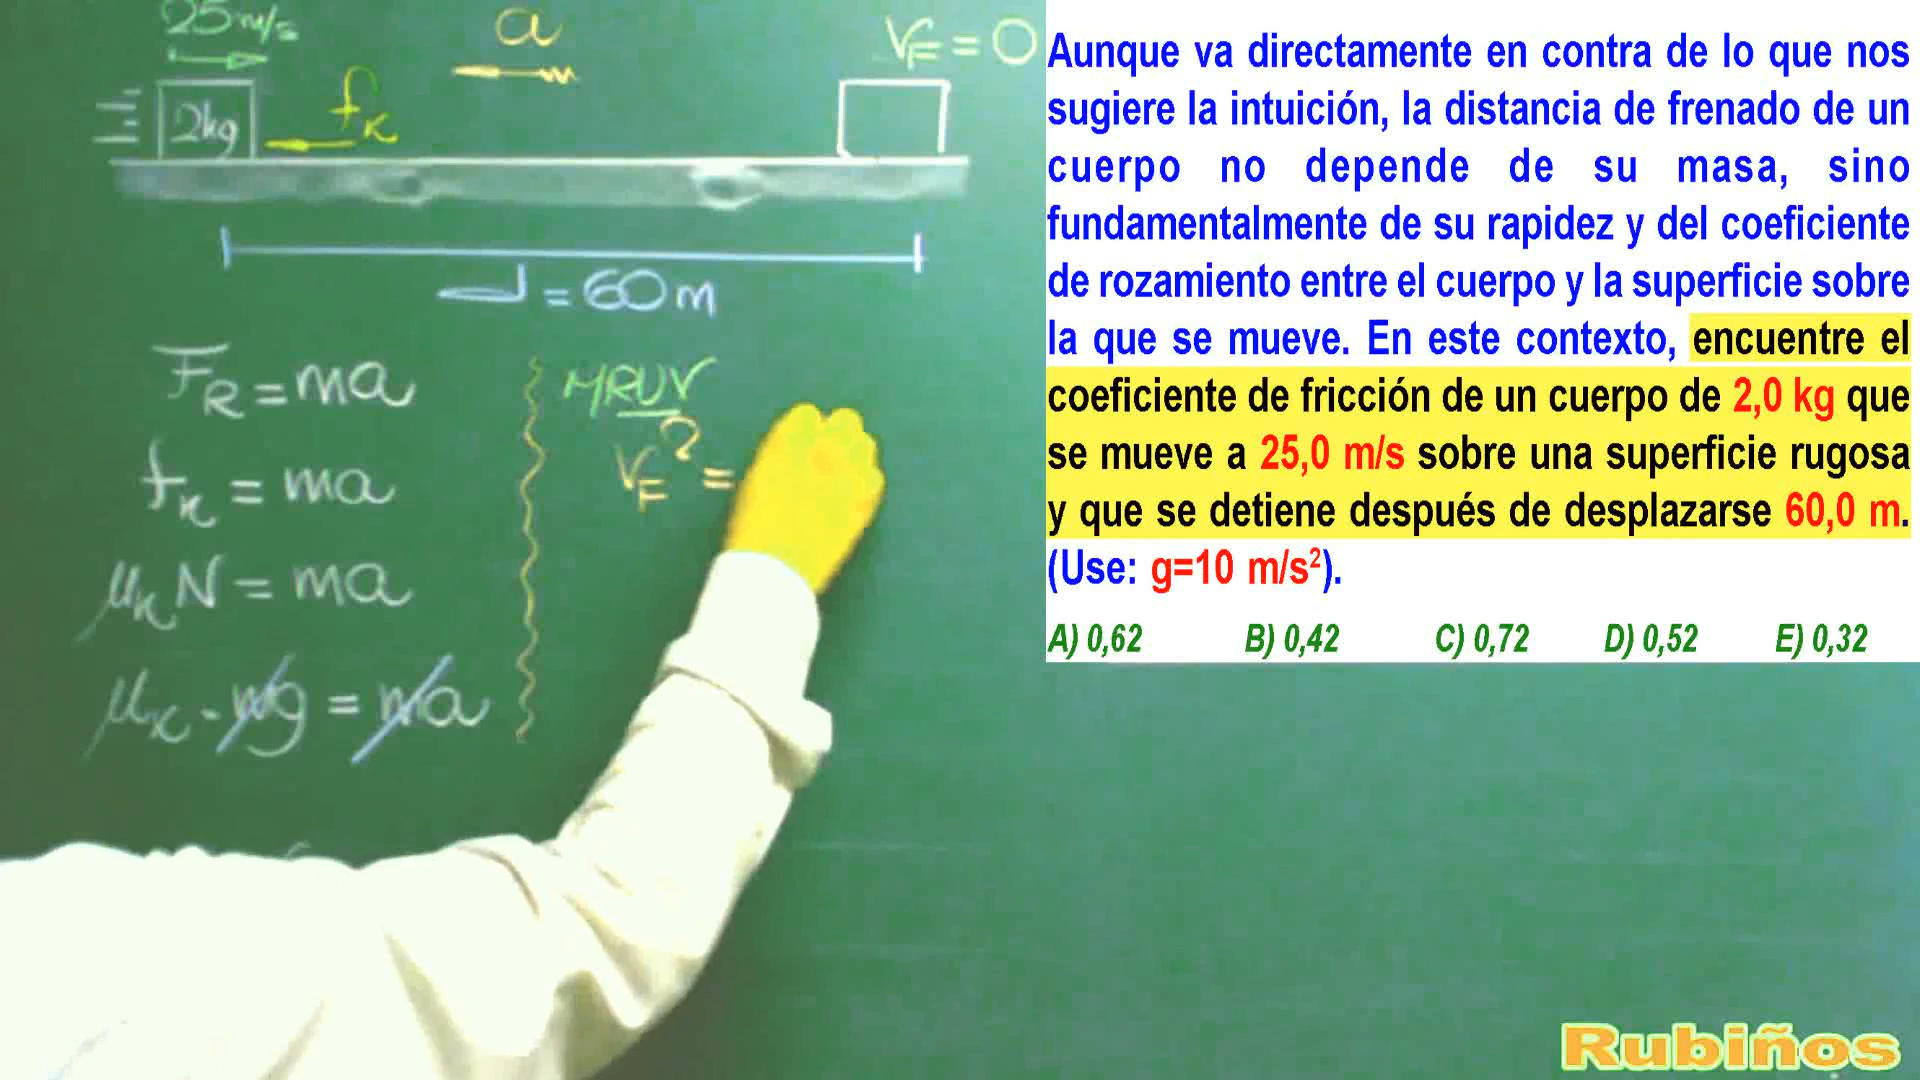 25 m/s
a
V_F = 0
2kg
f_K
d = 60 m
F_R = ma
f_K = ma
μ_K N = ma
μ_K · mg = ma
MRUV
V_F² =
Aunque va directamente en contra de lo que nos
sugiere la intuición, la distancia de frenado de un
cuerpo no depende de su masa, sino
fundamentalmente de su rapidez y del coeficiente
de rozamiento entre el cuerpo y la superficie sobre
la que se mueve. En este contexto, encuentre el
coeficiente de fricción de un cuerpo de 2,0 kg que
se mueve a 25,0 m/s sobre una superficie rugosa
y que se detiene después de desplazarse 60,0 m.
(Use: g=10 m/s²).
A) 0,62 B) 0,42 C) 0,72 D) 0,52 E) 0,32
Rubiños